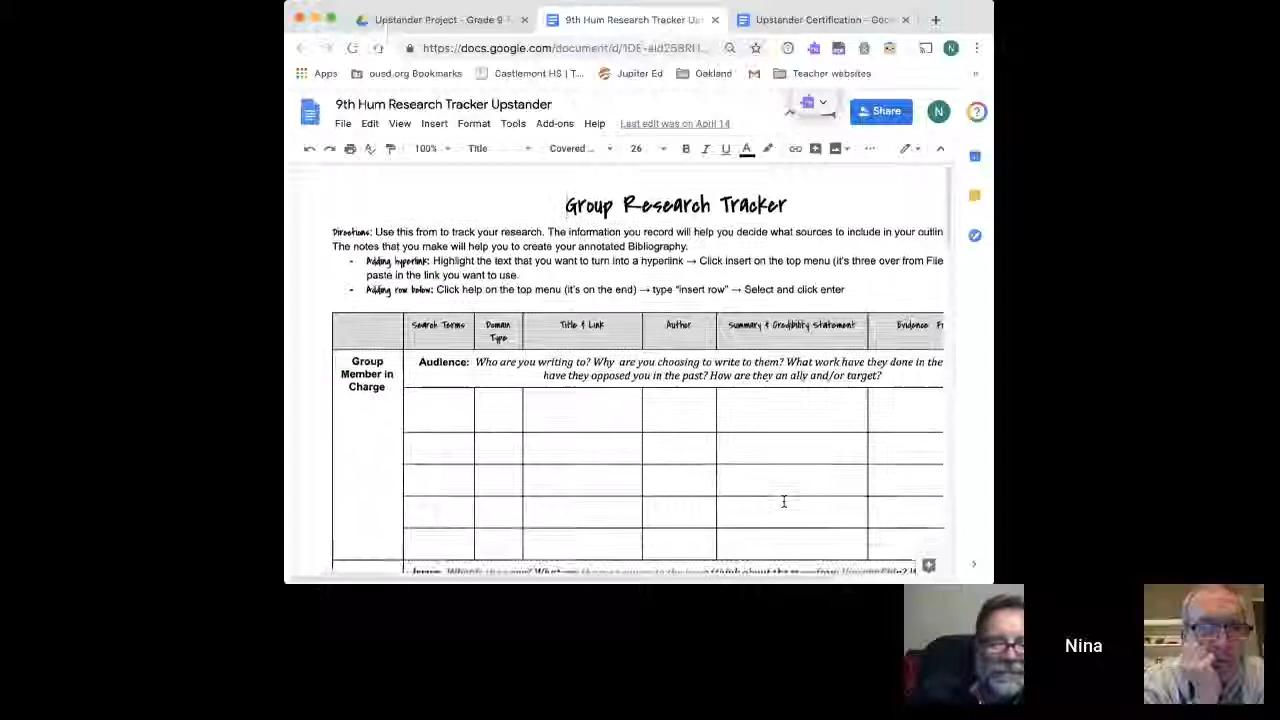 Upstander Project - Grade 9
9th Hum Research Tracker Up
Upstander Certification - Goo
https://docs.google.com/document/d/1DE-
Apps oused.org Bookmarks Castlemont HS | T... Jupiter Ed Oakland Teacher websites
9th Hum Research Tracker Upstander
Share
N
File Edit View Insert Format Tools Add-ons Help Last edit was on April 14
100% Title Covered ... 26 B I U A
Group Research Tracker
Directions: Use this from to track your research. The information you record will help you decide what sources to include in your outlin
The notes that you make will help you to create your annotated Bibliography.
- Adding hyperlink: Highlight the text that you want to turn into a hyperlink → Click insert on the top menu (it's three over from File
paste in the link you want to use.
- Adding row below: Click help on the top menu (it's on the end) → type "insert row" → Select and click enter
Search Terms Domain Type Title & Link Author Summary & Credibility Statement Evidence
Group Member in Charge
Audience: Who are you writing to? Why are you choosing to write to them? What work have they done in the
have they opposed you in the past? How are they an ally and/or target?
Nina